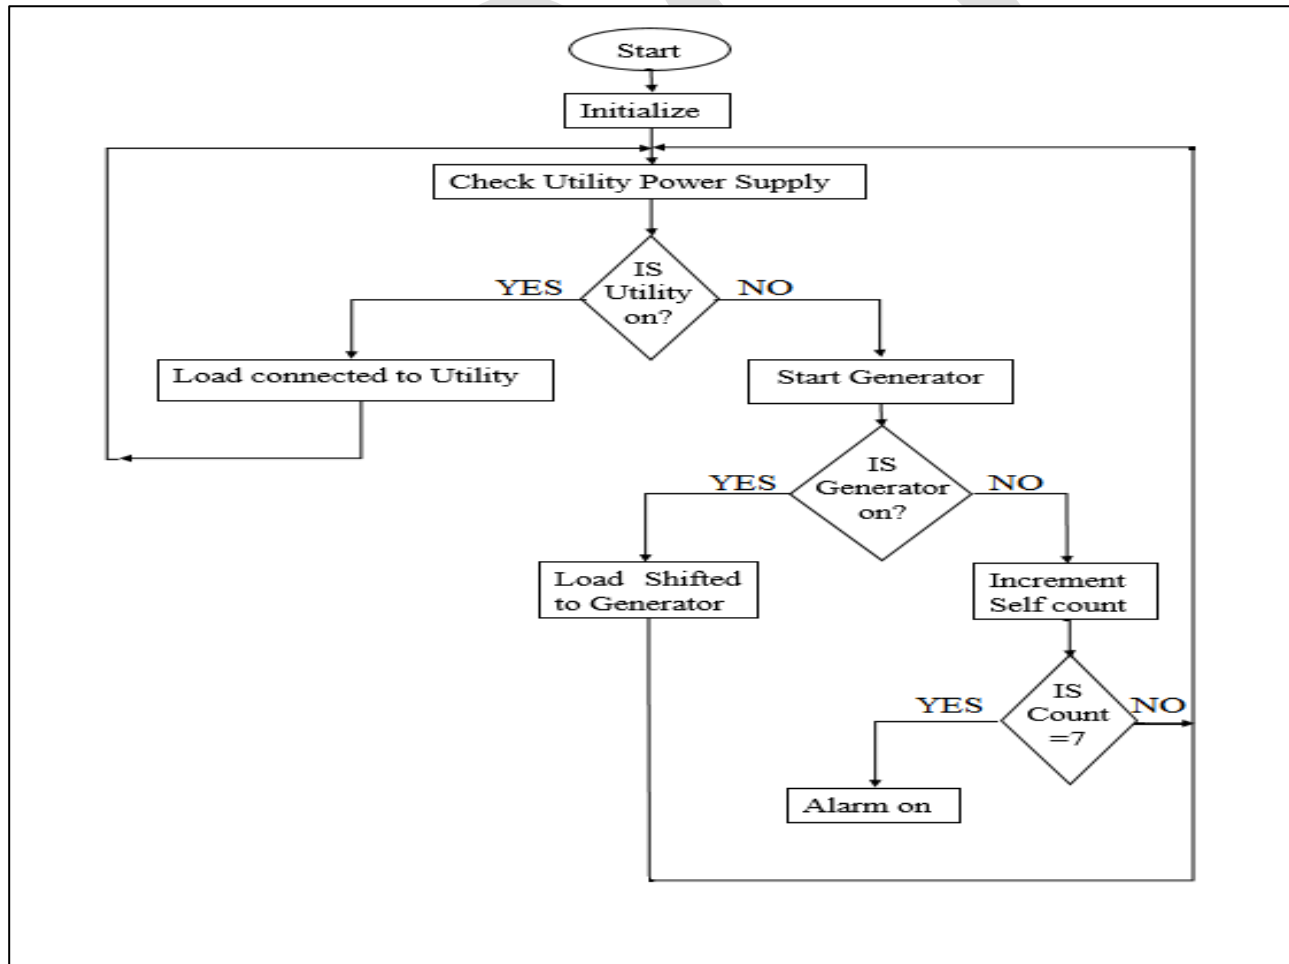 Start
Initialize
Check Utility Power Supply
IS
Utility
on?
YES
NO
Load connected to Utility
Start Generator
IS
Generator
on?
YES
NO
Load Shifted
to Generator
Increment
Self count
IS
Count
=7
YES
NO
Alarm on